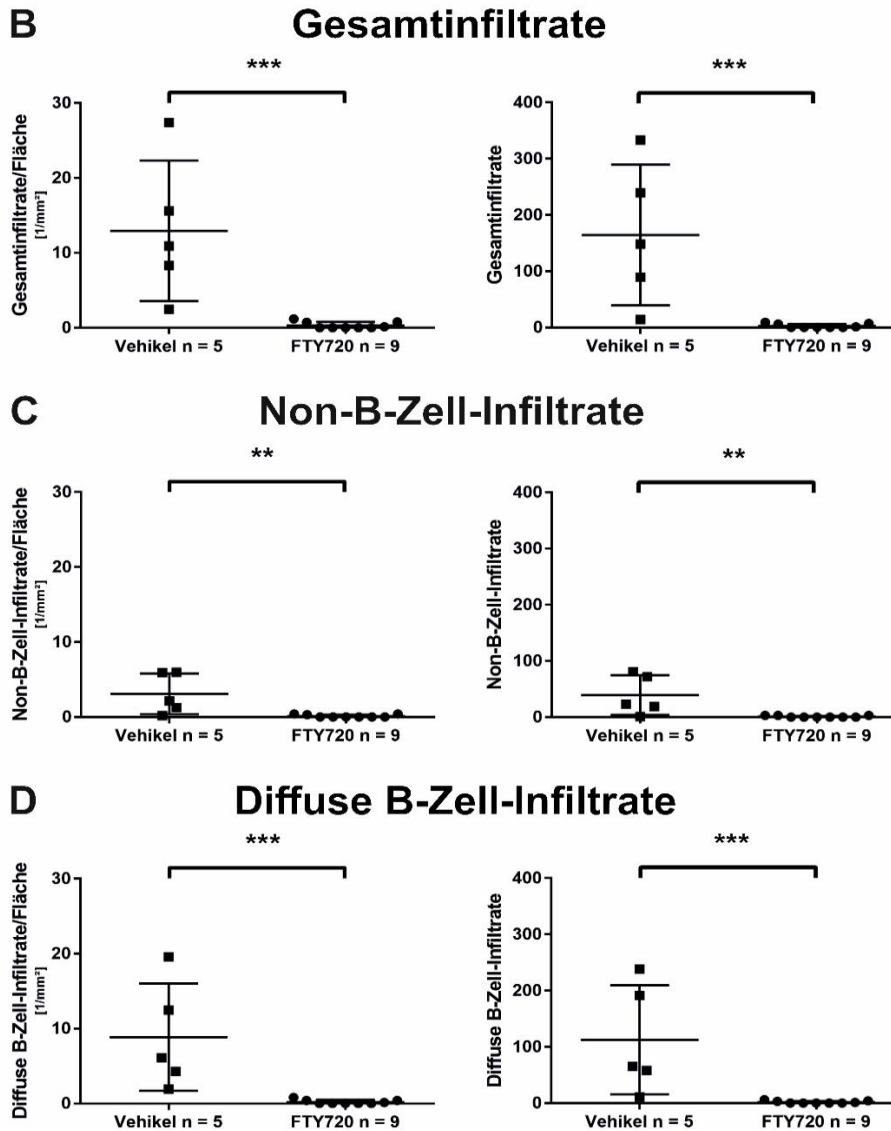 B Gesamtinfiltrate
***
30
20
10
0
Gesamtinfiltrate/Fläche
[1/mm²]
Vehikel n = 5 FTY720 n = 9
***
400
300
200
100
0
Gesamtinfiltrate
Vehikel n = 5 FTY720 n = 9
C Non-B-Zell-Infiltrate
**
30
20
10
0
Non-B-Zell-Infiltrate/Fläche
[1/mm²]
Vehikel n = 5 FTY720 n = 9
**
400
300
200
100
0
Non-B-Zell-Infiltrate
Vehikel n = 5 FTY720 n = 9
D Diffuse B-Zell-Infiltrate
***
30
20
10
0
Diffuse B-Zell-Infiltrate/Fläche
[1/mm²]
Vehikel n = 5 FTY720 n = 9
***
400
300
200
100
0
Diffuse B-Zell-Infiltrate
Vehikel n = 5 FTY720 n = 9